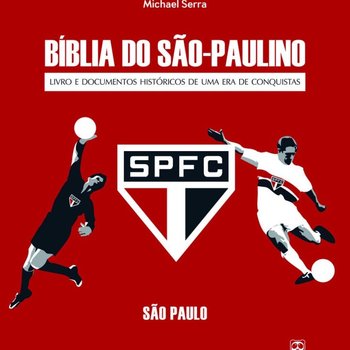 Michael Serra
BÍBLIA DO SÃO-PAULINO
LIVRO E DOCUMENTOS HISTÓRICOS DE UMA ERA DE CONQUISTAS
SPFC
SÃO PAULO